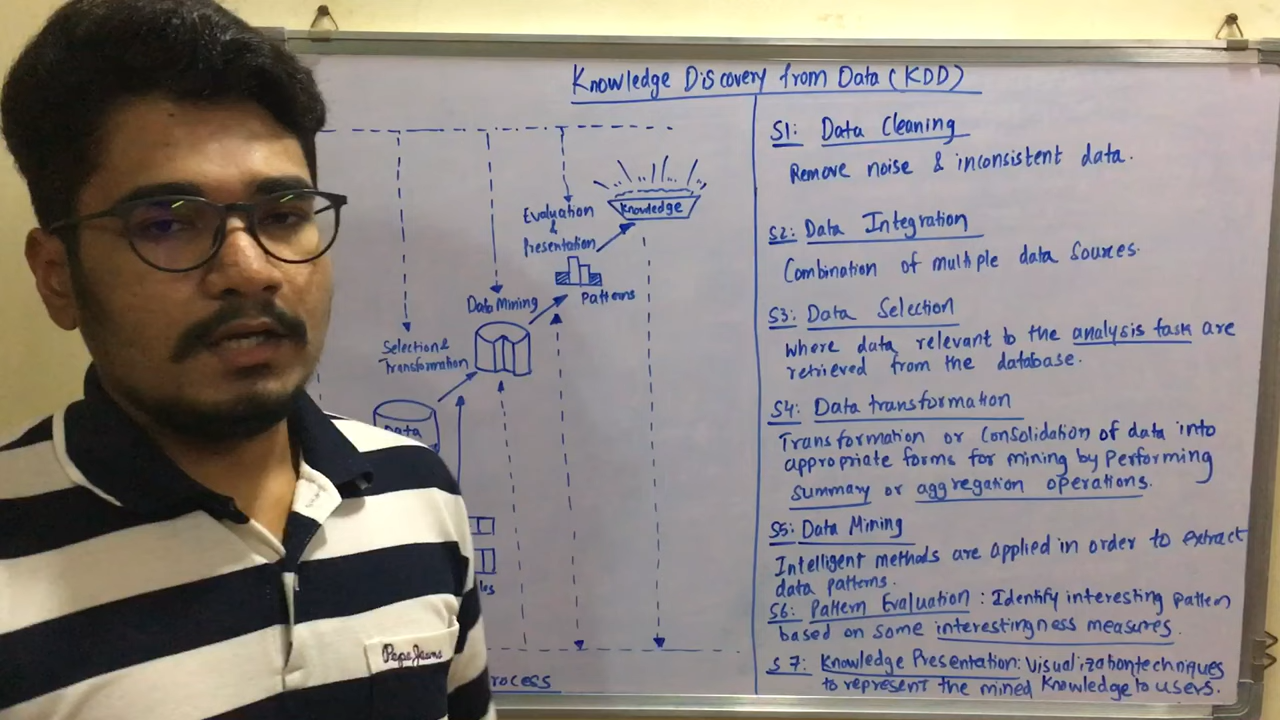 Knowledge Discovery from Data (KDD)
Evaluation
&
Presentation
Knowledge
Patterns
Data Mining
Selection &
Transformation
Data
ROCESS
Pepe Jeans
S1: Data Cleaning
Remove noise & inconsistent data.
S2: Data Integration
Combination of multiple data sources.
S3: Data Selection
where data relevant to the analysis task are
retrieved from the database.
S4: Data transformation
Transformation or Consolidation of data into
appropriate forms for mining by Performing
summary or aggregation operations.
S5: Data Mining
Intelligent methods are applied in order to extract
data patterns.
S6: Pattern Evaluation : Identify interesting pattern
based on some interestingness measures.
S7: Knowledge Presentation: Visualization techniques
to represent the mined Knowledge to users.